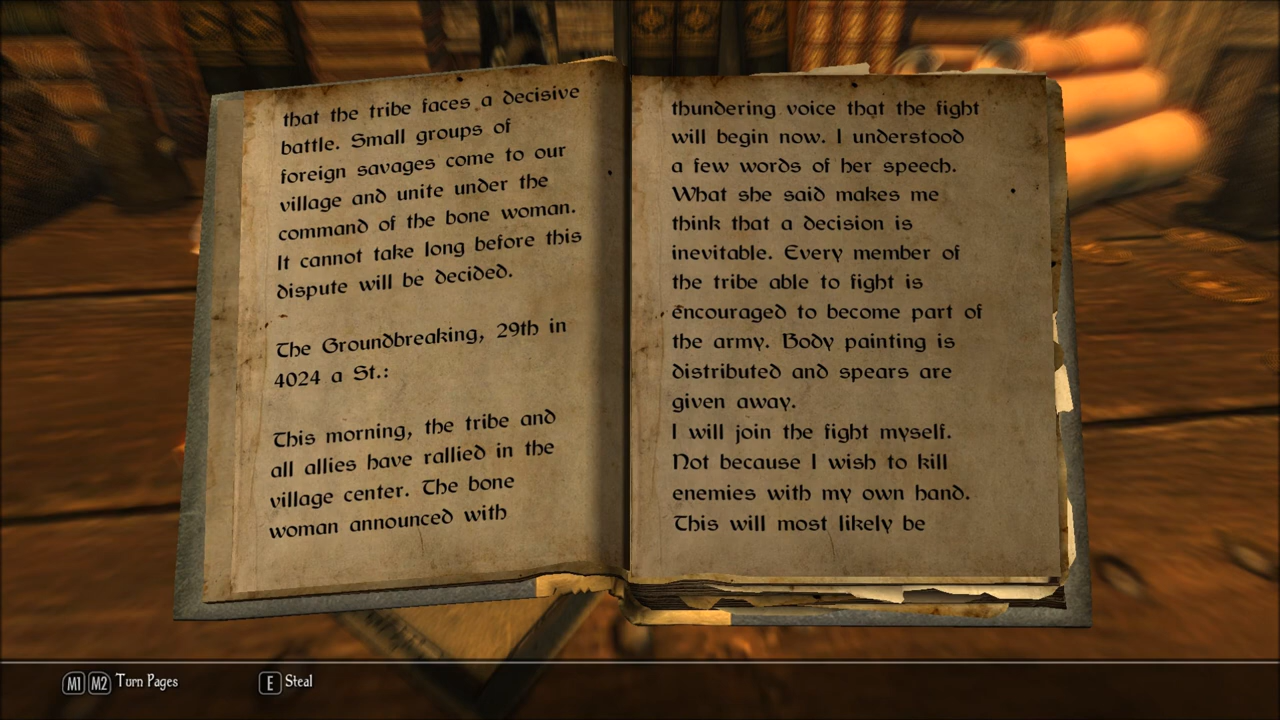 that the tribe faces a decisive
battle. Small groups of
foreign savages come to our
village and unite under the
command of the bone woman.
It cannot take long before this
dispute will be decided.
The Groundbreaking, 29th in
4024 a St.:
This morning, the tribe and
all allies have rallied in the
village center. The bone
woman announced with
thundering voice that the fight
will begin now. I understood
a few words of her speech.
What she said makes me
think that a decision is
inevitable. Every member of
the tribe able to fight is
encouraged to become part of
the army. Body painting is
distributed and spears are
given away.
I will join the fight myself.
Not because I wish to kill
enemies with my own hand.
This will most likely be
M1 M2 Turn Pages
E Steal